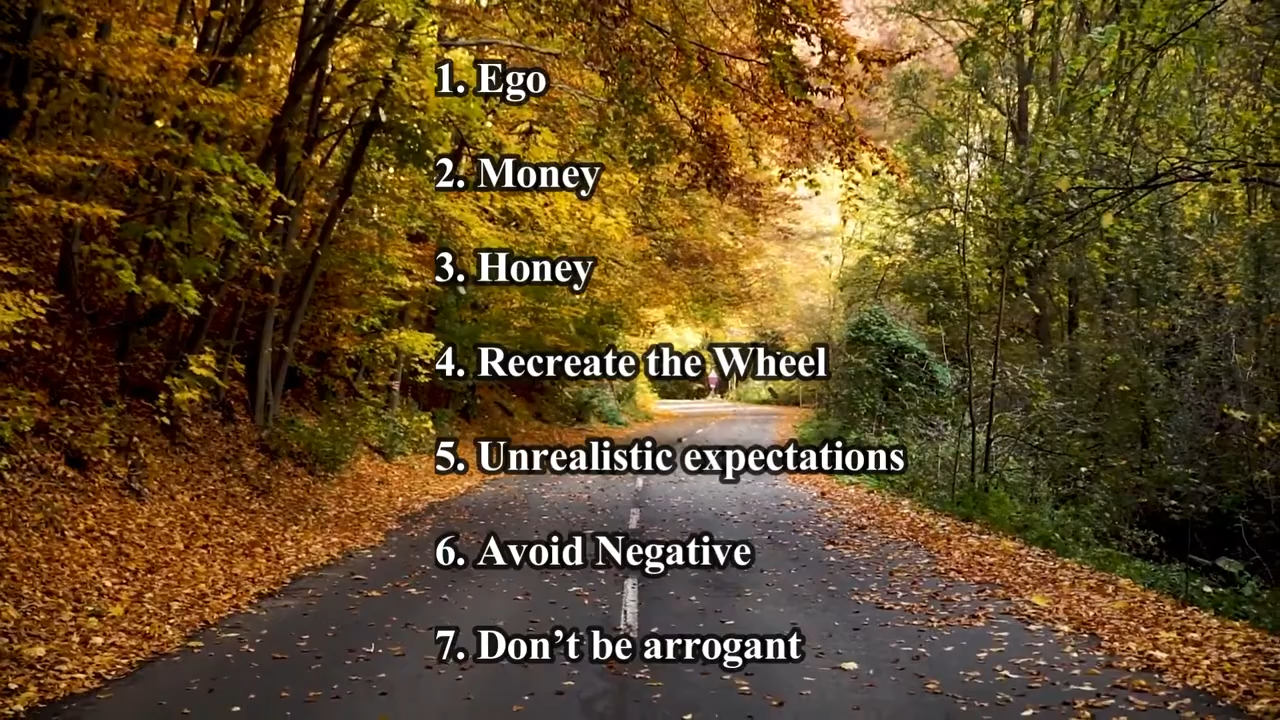 1. Ego
2. Money
3. Honey
4. Recreate the Wheel
5. Unrealistic expectations
6. Avoid Negative
7. Don’t be arrogant